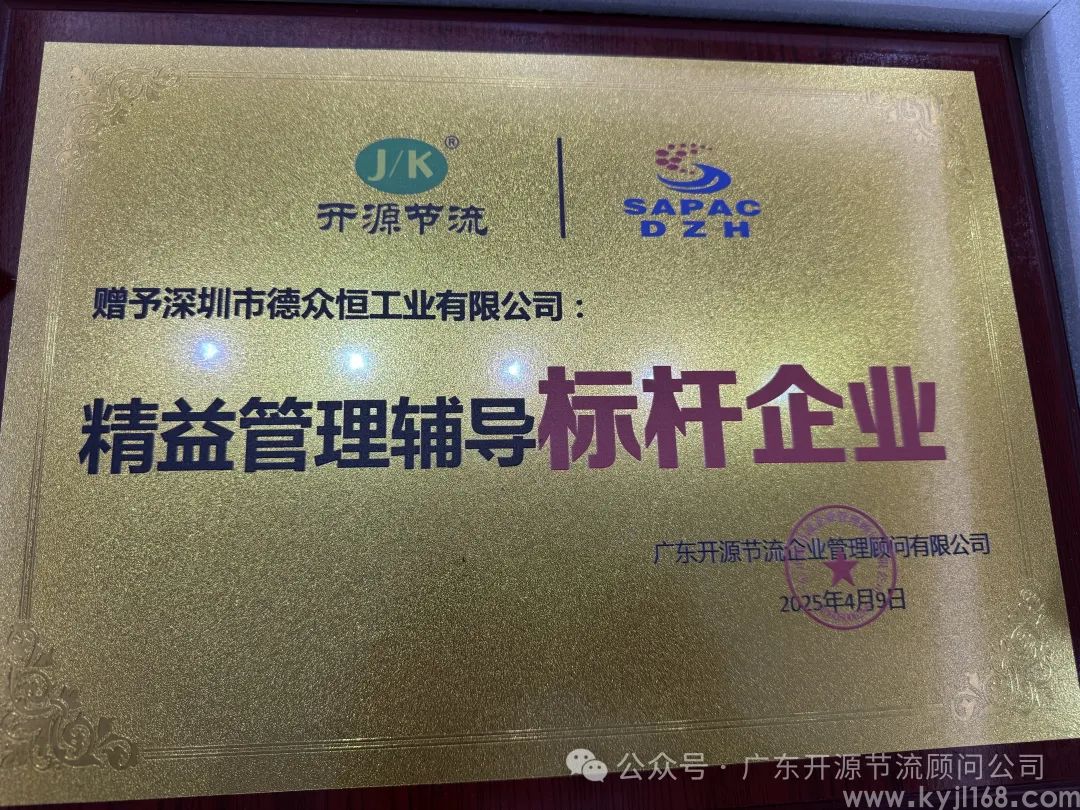 J/K®
开源节流
SAPAC
DZH
赠予深圳市德众恒工业有限公司：
精益管理辅导标杆企业
广东开源节流企业管理顾问有限公司
2025年4月9日
公众号·广东开源节流顾问公司
www.kyjl168.com